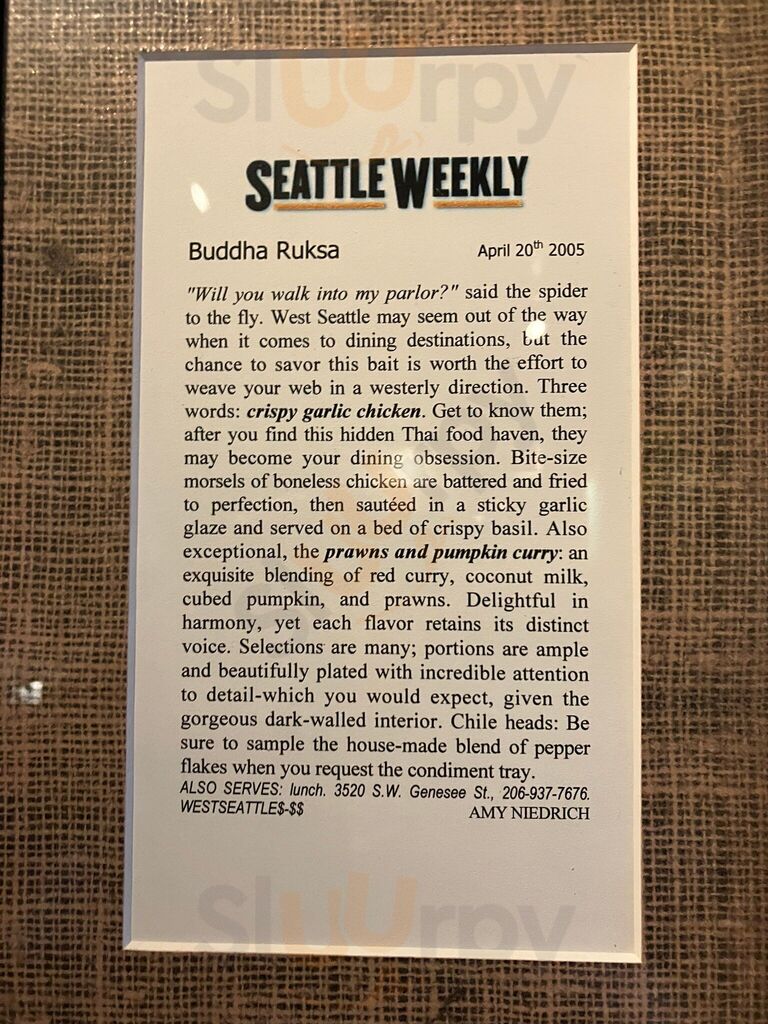 Sluurpy
SEATTLE WEEKLY
Buddha Ruksa April 20th 2005
"Will you walk into my parlor?" said the spider
to the fly. West Seattle may seem out of the way
when it comes to dining destinations, but the
chance to savor this bait is worth the effort to
weave your web in a westerly direction. Three
words: crispy garlic chicken. Get to know them;
after you find this hidden Thai food haven, they
may become your dining obsession. Bite-size
morsels of boneless chicken are battered and fried
to perfection, then sautéed in a sticky garlic
glaze and served on a bed of crispy basil. Also
exceptional, the prawns and pumpkin curry: an
exquisite blending of red curry, coconut milk,
cubed pumpkin, and prawns. Delightful in
harmony, yet each flavor retains its distinct
voice. Selections are many; portions are ample
and beautifully plated with incredible attention
to detail-which you would expect, given the
gorgeous dark-walled interior. Chile heads: Be
sure to sample the house-made blend of pepper
flakes when you request the condiment tray.
ALSO SERVES: lunch. 3520 S.W. Genesee St., 206-937-7676.
WESTSEATTLE$-$$ AMY NIEDRICH
Sluurpy